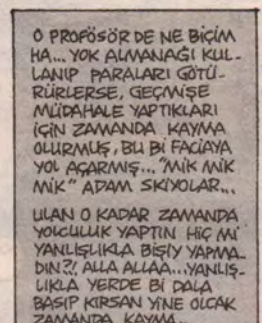 O PROFÖSÖR DE NE BİÇİM
HA... YOK ALMANAĞI KUL-
LANIP PARALARI GÖTÜ-
RÜRLERSE, GEÇMİŞE
MÜDAHALE YAPTIKLARI
İÇİN ZAMANDA KAYMA
OLURMUŞ, BU Bİ FACİAYA
YOL AÇARMIŞ... "MİK MİK
MİK" ADAM SKİYOLAR...
ULAN O KADAR ZAMANDA
YOLCULUK YAPTIN HİÇ Mİ
YANLIŞLIKLA BİŞİY YAPMA-
DIN?!, ALLA ALLAA...YANLIŞ-
LIKLA YERDE Bİ DALA
BASIP KIRSAN YİNE OLCAK
ZAMANDA KAYMA